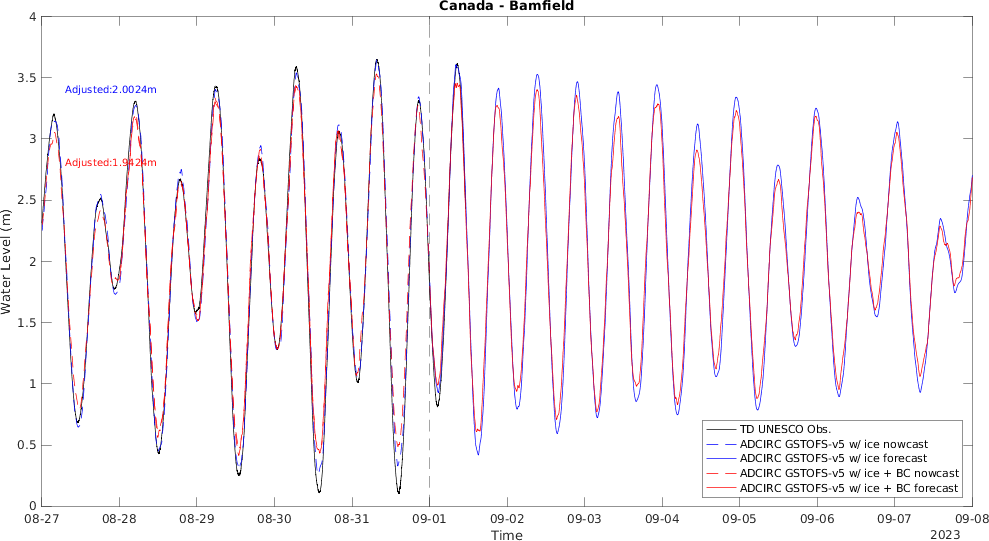 Canada - Bamfield
4
3.5
3
2.5
2
1.5
1
0.5
0
Water Level (m)
Adjusted:2.0024m
Adjusted:1.9424m
TD UNESCO Obs.
ADCIRC GSTOFS-v5 w/ ice nowcast
ADCIRC GSTOFS-v5 w/ ice forecast
ADCIRC GSTOFS-v5 w/ ice + BC nowcast
ADCIRC GSTOFS-v5 w/ ice + BC forecast
08-27 08-28 08-29 08-30 08-31 09-01 09-02 09-03 09-04 09-05 09-06 09-07 09-08
Time
2023